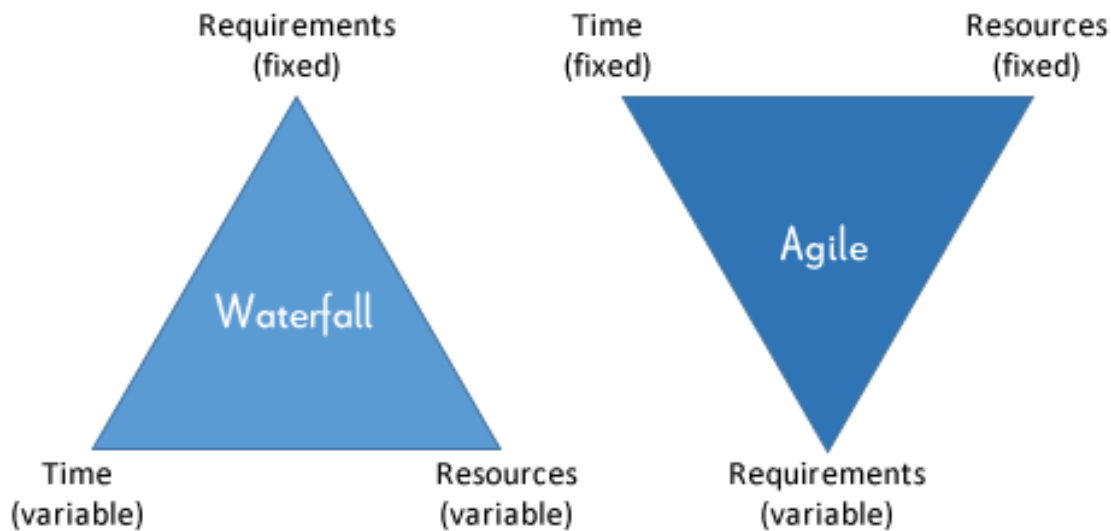 Requirements
(fixed)
Time
(fixed)
Resources
(fixed)
Waterfall
Agile
Time
(variable)
Resources
(variable)
Requirements
(variable)